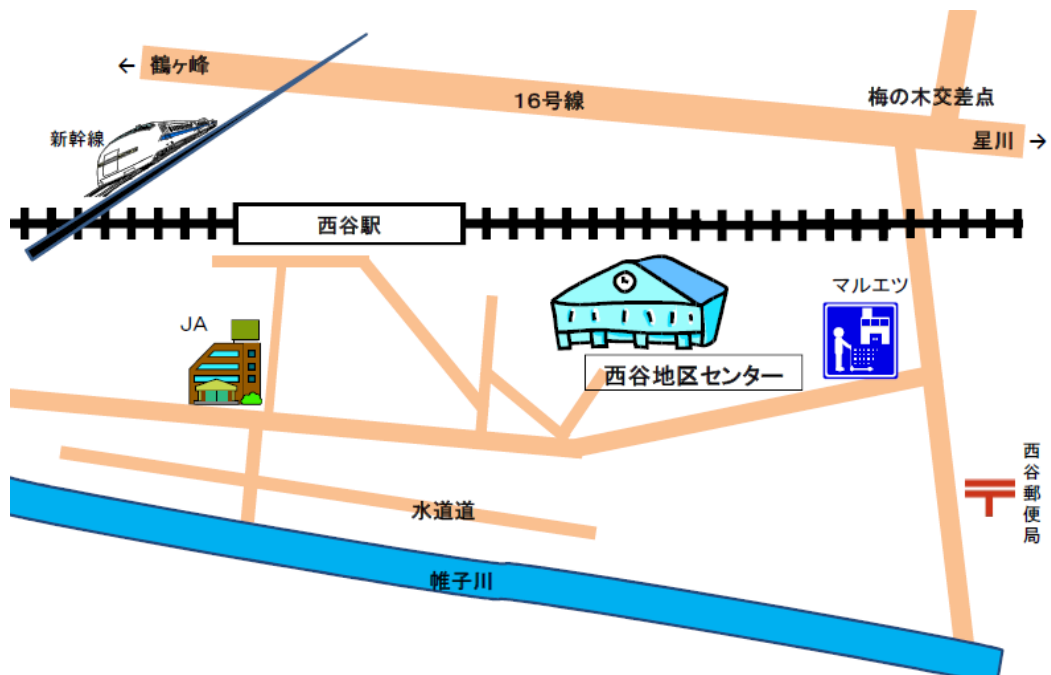 ← 鶴ヶ峰
16号線
梅の木交差点
星川 →
新幹線
西谷駅
マルエツ
JA
西谷地区センター
西谷郵便局
水道道
帷子川